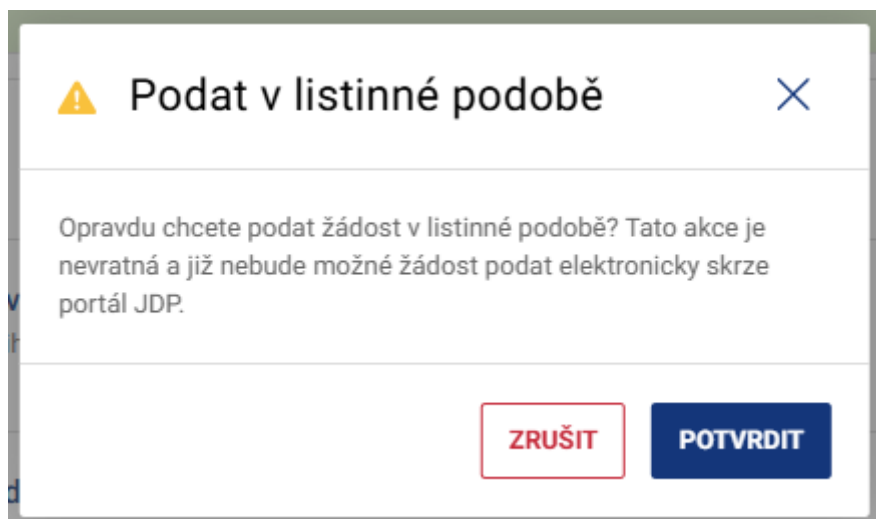 Podat v listinné podobě
Opravdu chcete podat žádost v listinné podobě? Tato akce je
nevratná a již nebude možné žádost podat elektronicky skrze
portál JDP.
ZRUŠIT
POTVRDIT